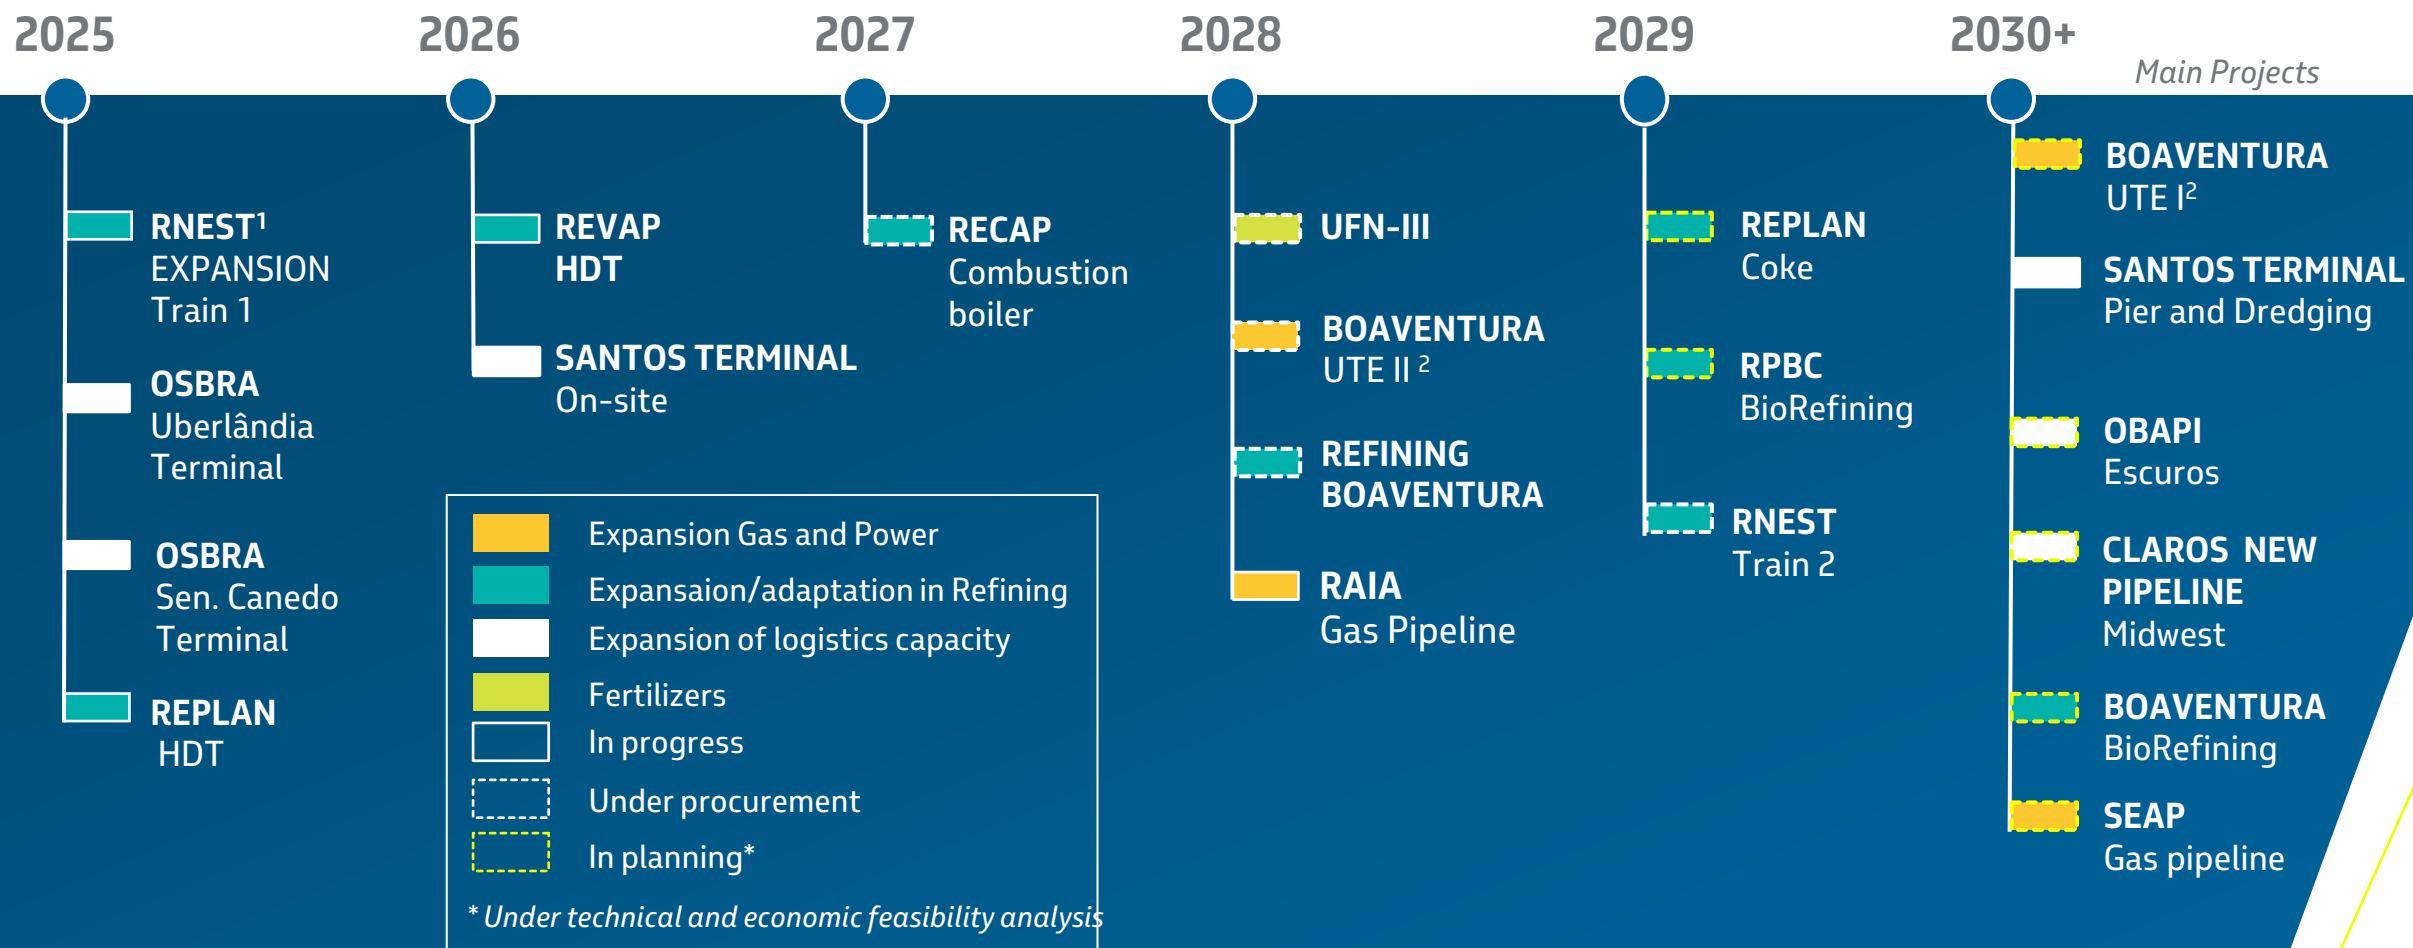 2025
2026
2027
2028
2029
2030+
Main Projects
RNEST¹
EXPANSION
Train 1
OSBRA
Uberlândia
Terminal
OSBRA
Sen. Canedo
Terminal
REPLAN
HDT
REVAP
HDT
SANTOS TERMINAL
On-site
RECAP
Combustion
boiler
UFN-III
BOAVENTURA
UTE II ²
REFINING
BOAVENTURA
RAIA
Gas Pipeline
REPLAN
Coke
RPBC
BioRefining
RNEST
Train 2
BOAVENTURA
UTE I²
SANTOS TERMINAL
Pier and Dredging
OBAPI
Escuros
CLAROS NEW
PIPELINE
Midwest
BOAVENTURA
BioRefining
SEAP
Gas pipeline
Expansion Gas and Power
Expansaion/adaptation in Refining
Expansion of logistics capacity
Fertilizers
In progress
Under procurement
In planning*
* Under technical and economic feasibility analysis